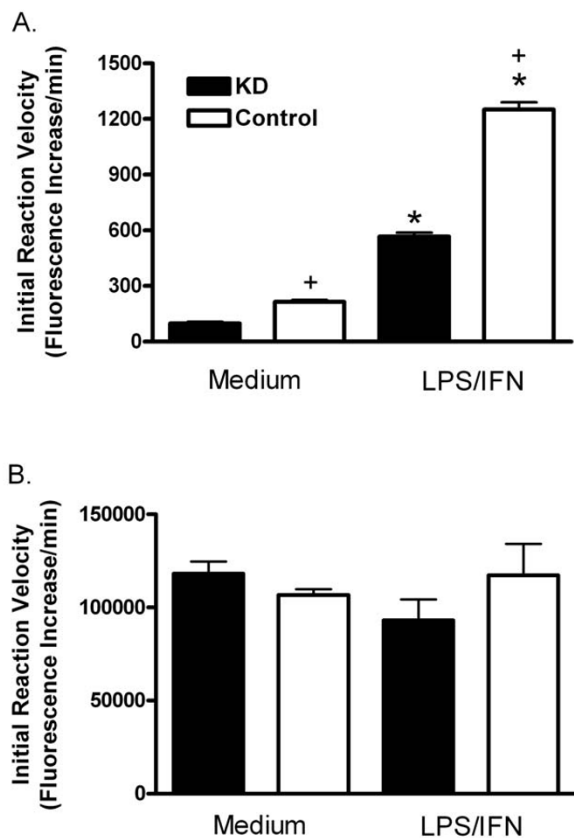 A.
Initial Reaction Velocity
(Fluorescence Increase/min)
1500
1200
900
600
300
0
KD
Control
+
*
+
*
Medium
LPS/IFN
B.
Initial Reaction Velocity
(Fluorescence Increase/min)
150000
100000
50000
0
Medium
LPS/IFN